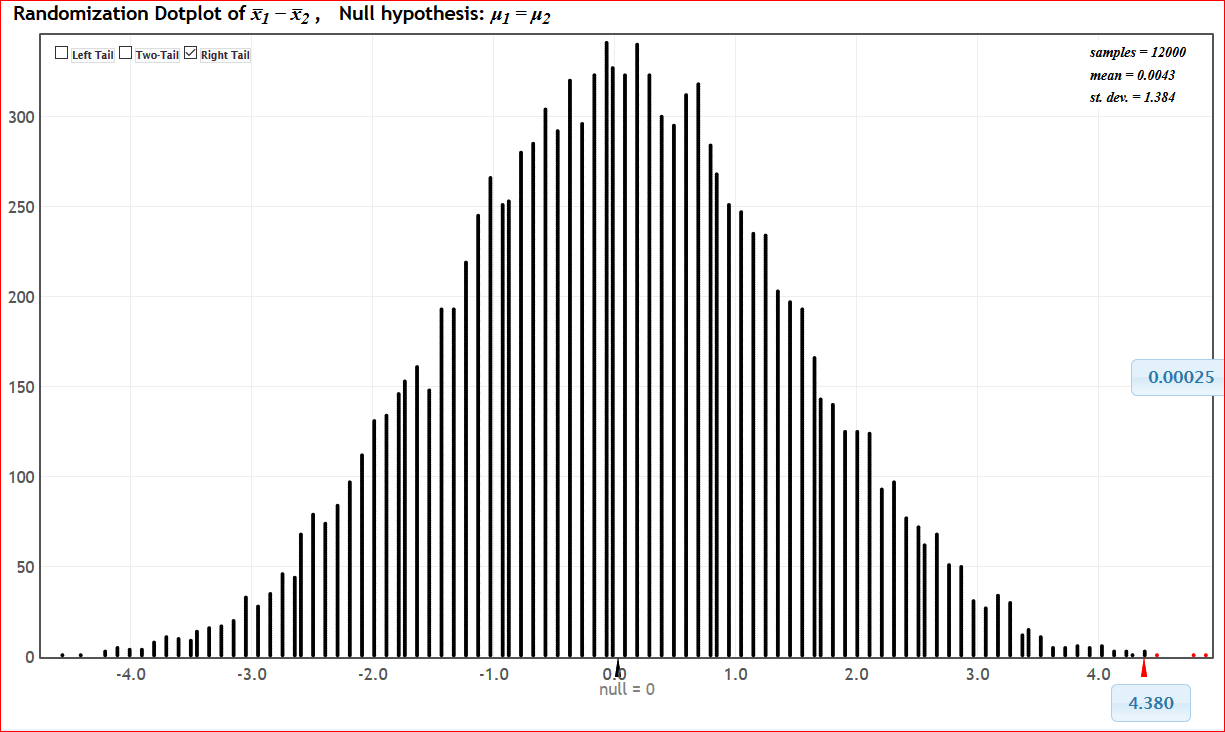 Randomization Dotplot of x̄₁ − x̄₂ , Null hypothesis: μ₁ = μ₂
Left Tail Two-Tail Right Tail
samples = 12000
mean = 0.0043
st. dev. = 1.384
300
250
200
150
100
50
0
0.00025
-4.0 -3.0 -2.0 -1.0 0.0 1.0 2.0 3.0 4.0
null = 0
4.380